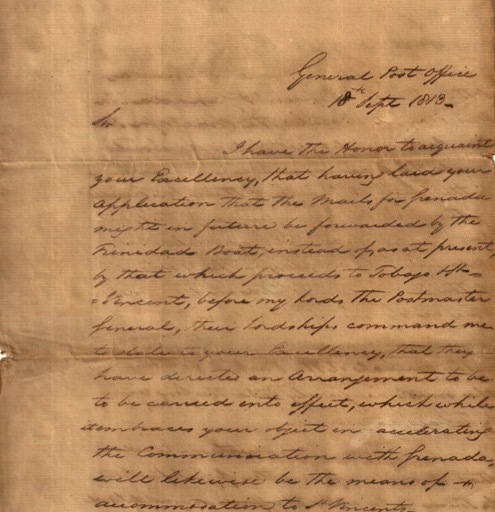 General Post Office
18th Sept 1813.
Sir
I have the Honor to acquaint
your Excellency, that having laid your
Application that the Mails for Grenada
might in future be forwarded by the
Trinidad Boat, instead of, as at present,
by that which proceeds to Tobago & St
= Vincent, before my Lords the Postmaster
General, their Lordships command me
to state to your Excellency, that they
have directed an Arrangement to be
to be carried into effect, which while
it embraces your object in accelerating
the Communication with Grenada,
will likewise be the means of
accommodation to St Vincents